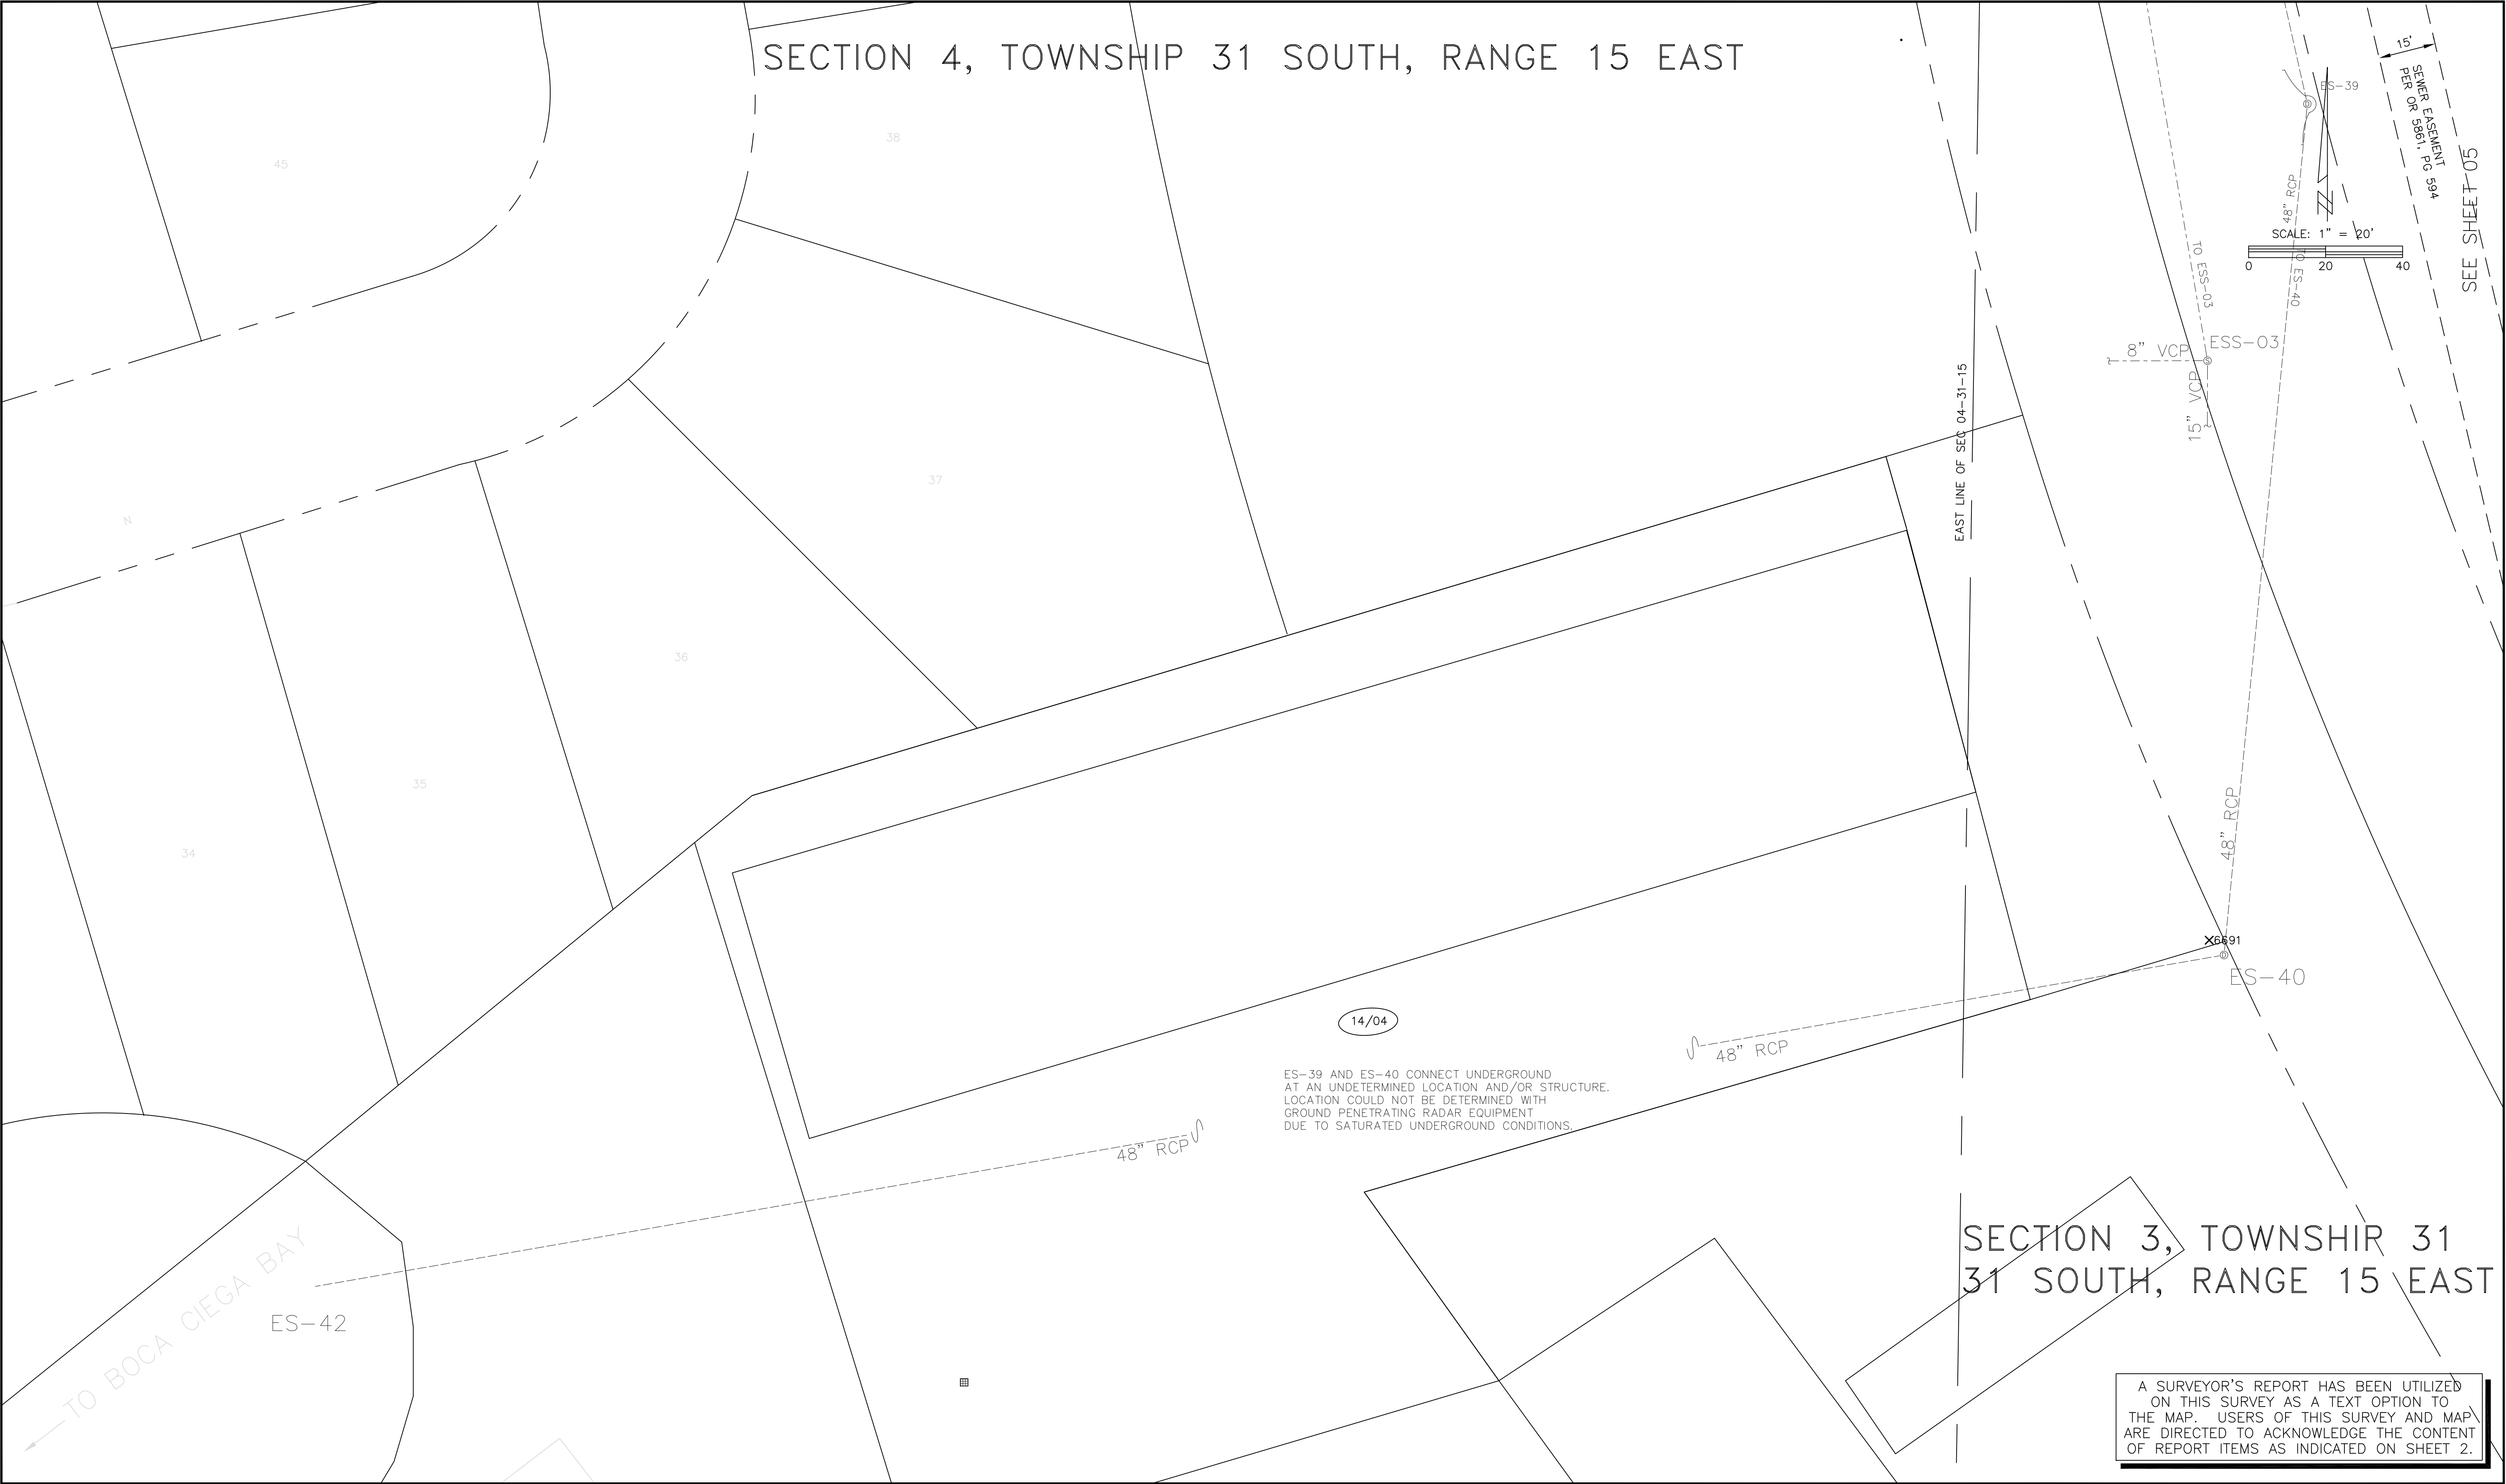 SECTION 4, TOWNSHIP 31 SOUTH, RANGE 15 EAST
15'
SEWER EASEMENT
PER OR 5861, PG 594
SEE SHEET 05
ES-39
48" RCP
SCALE: 1" = 20'
0 20 40
TO ESS-03
TO ES-40
ESS-03
8" VCP
15" VCP
EAST LINE OF SEC 04-31-15
45
38
37
N
36
35
34
48" RCP
6691
ES-40
14/04
48" RCP
ES-39 AND ES-40 CONNECT UNDERGROUND
AT AN UNDETERMINED LOCATION AND/OR STRUCTURE.
LOCATION COULD NOT BE DETERMINED WITH
GROUND PENETRATING RADAR EQUIPMENT
DUE TO SATURATED UNDERGROUND CONDITIONS.
48" RCP
SECTION 3, TOWNSHIP 31
31 SOUTH, RANGE 15 EAST
TO BOCA CIEGA BAY
ES-42
A SURVEYOR'S REPORT HAS BEEN UTILIZED
ON THIS SURVEY AS A TEXT OPTION TO
THE MAP. USERS OF THIS SURVEY AND MAP
ARE DIRECTED TO ACKNOWLEDGE THE CONTENT
OF REPORT ITEMS AS INDICATED ON SHEET 2.